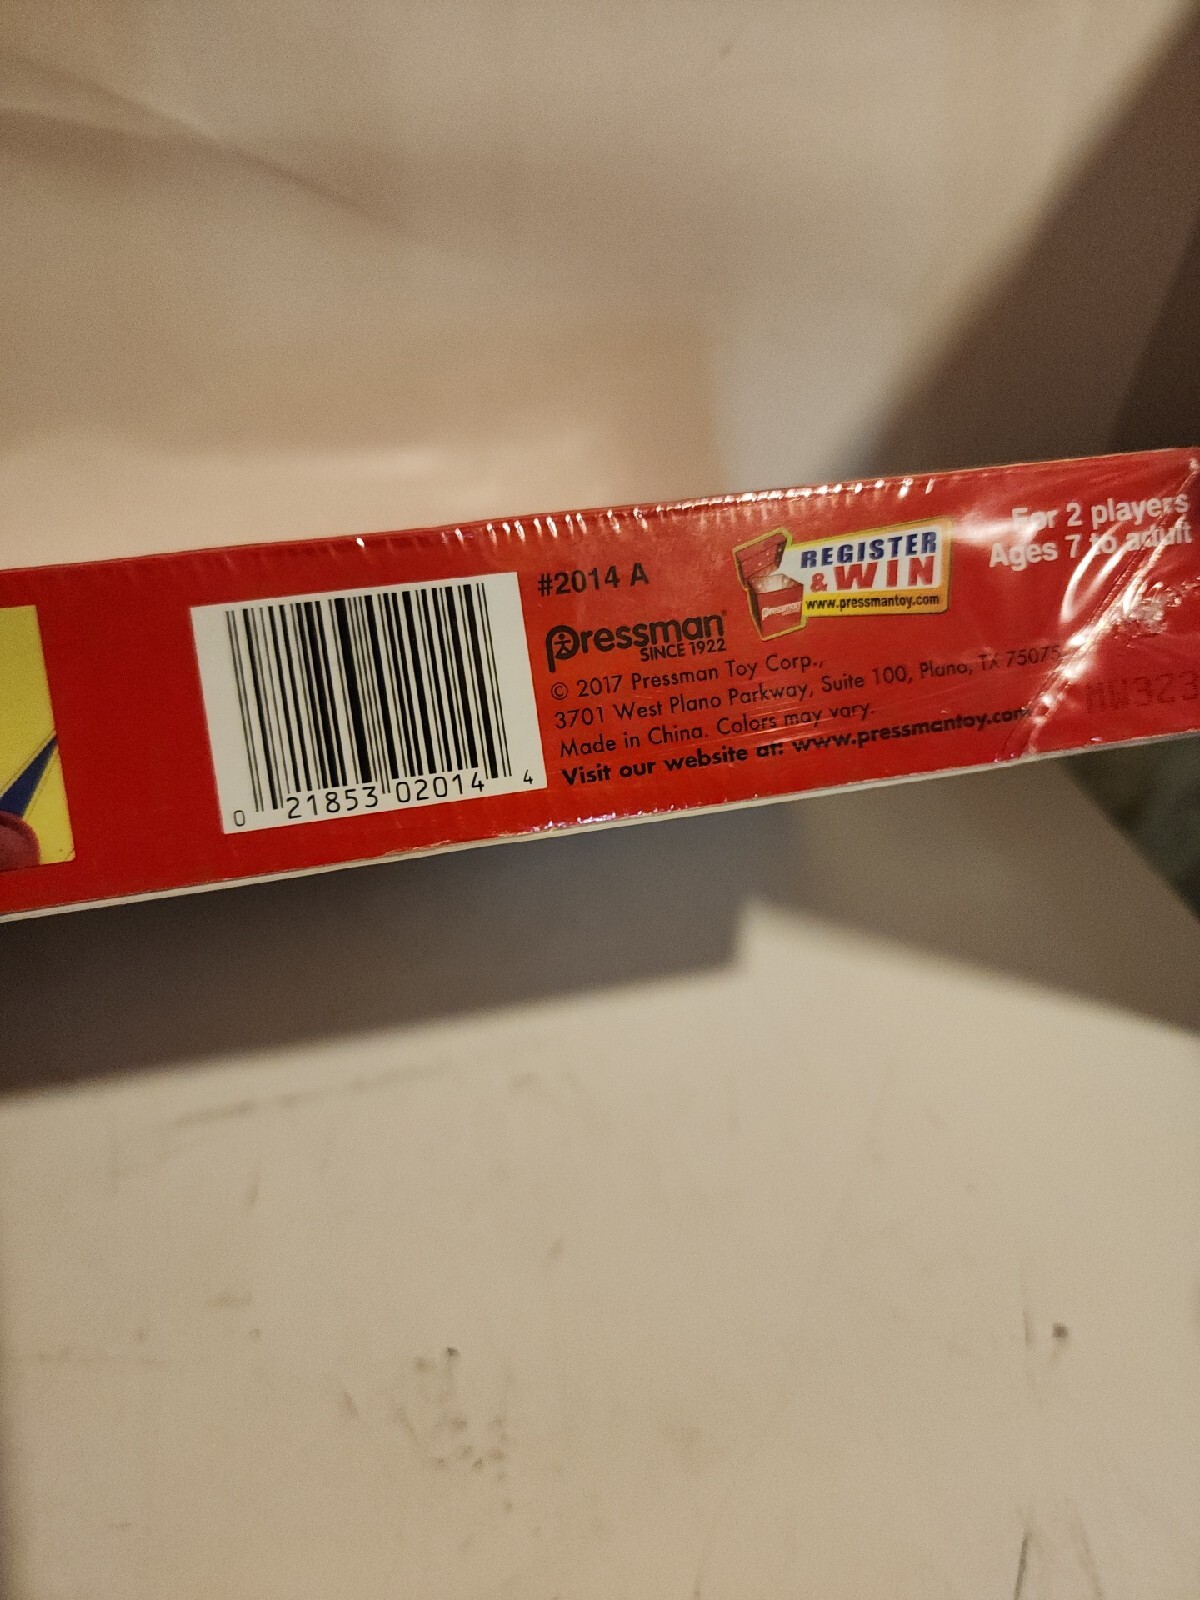 0 21853 02014 4
#2014 A
pressman®
SINCE 1922
© 2017 Pressman Toy Corp.,
3701 West Plano Parkway, Suite 100, Plano, TX 75075
Made in China. Colors may vary.
Visit our website at: www.pressmantoy.com
REGISTER
& WIN
Pressman
www.pressmantoy.com
For 2 players
Ages 7 to adult
MW323